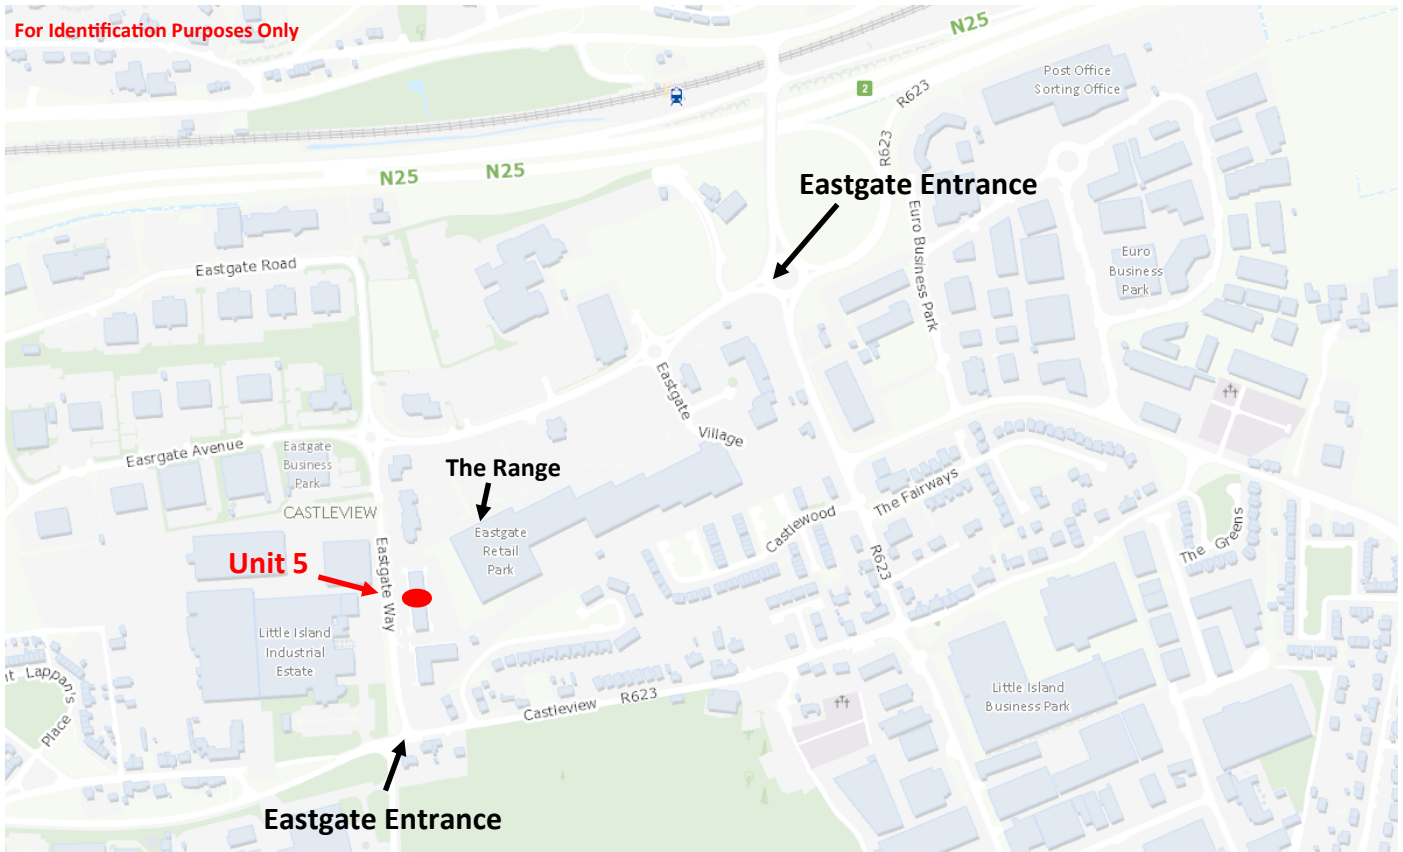 For Identification Purposes Only
N25
Post Office
Sorting Office
2
R623
R623
N25
N25
Eastgate Entrance
Euro Business Park
Euro
Business
Park
Eastgate Road
Eastgate
Village
Easrgate Avenue
Eastgate
Business
Park
CASTLEVIEW
The Range
Eastgate
Retail
Park
The Fairways
Castlewood
R623
The Greens
Unit 5
Eastgate Way
Little Island
Industrial
Estate
Lappan's
Place
Castleview
R623
Little Island
Business Park
Eastgate Entrance